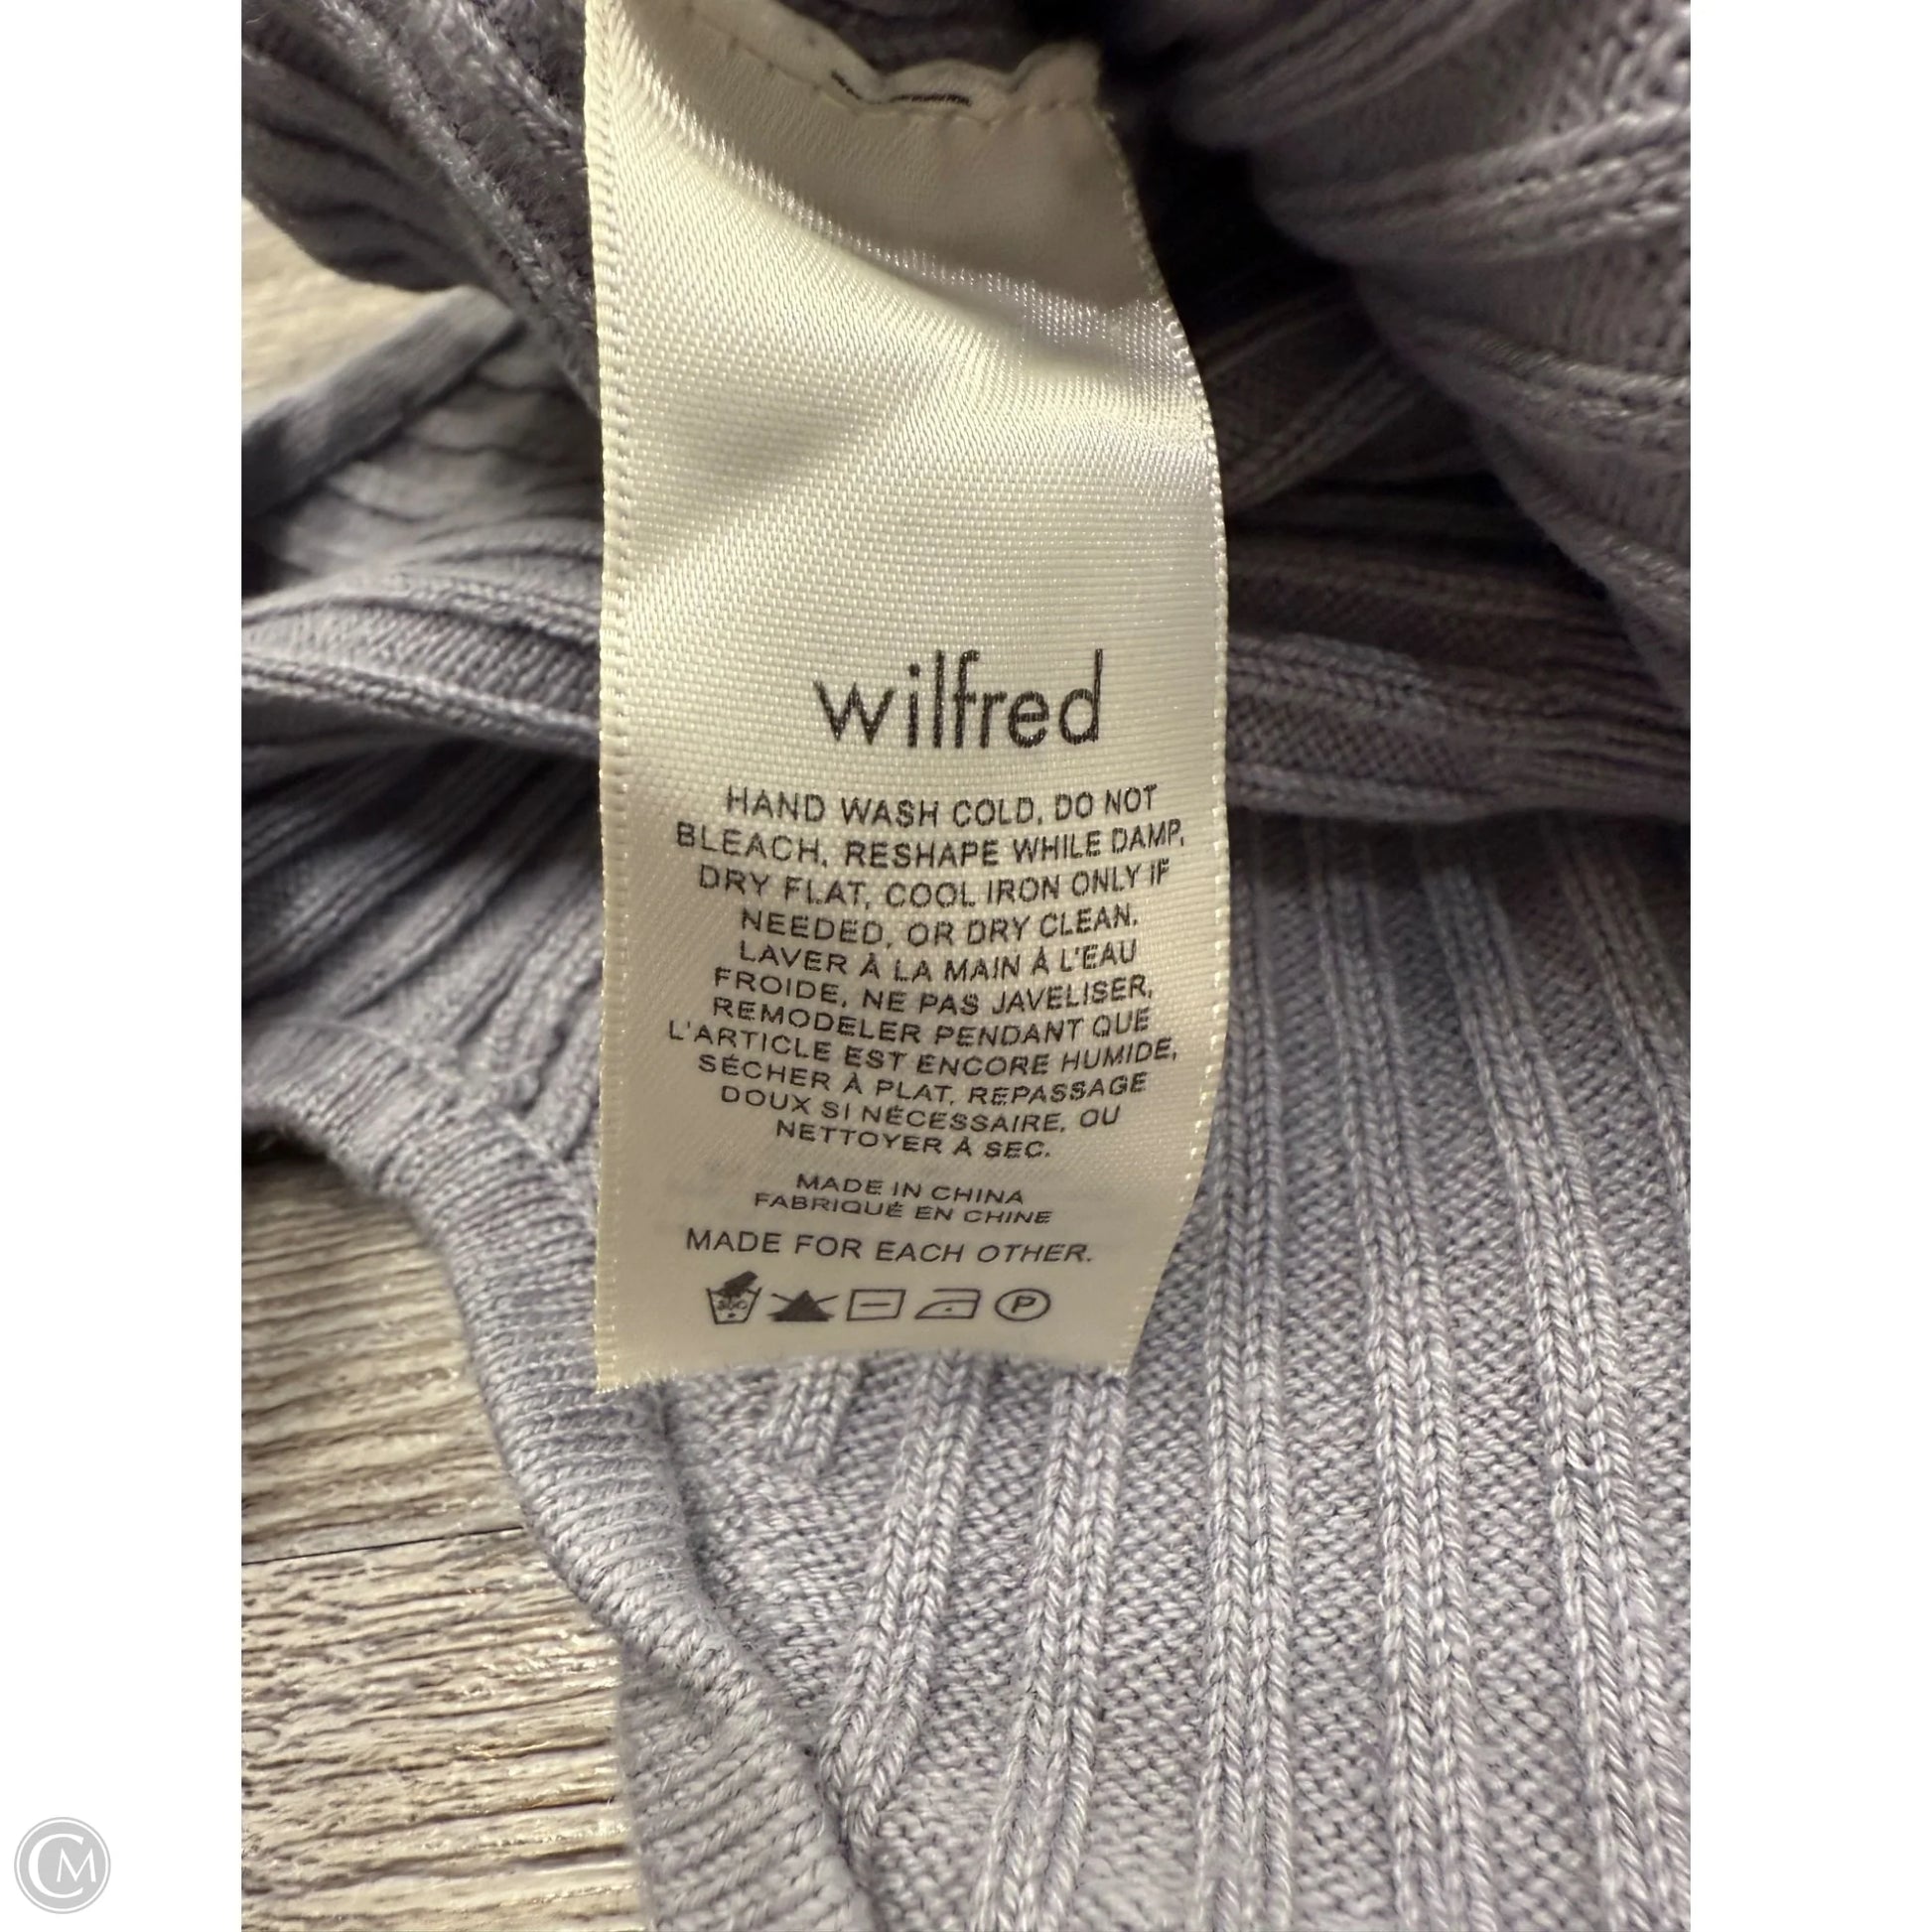 wilfred
HAND WASH COLD, DO NOT
BLEACH, RESHAPE WHILE DAMP,
DRY FLAT, COOL IRON ONLY IF
NEEDED, OR DRY CLEAN.
LAVER À LA MAIN À L'EAU
FROIDE, NE PAS JAVELISER,
REMODELER PENDANT QUE
L'ARTICLE EST ENCORE HUMIDE,
SÉCHER À PLAT, REPASSAGE
DOUX SI NÉCESSAIRE, OU
NETTOYER À SEC.
MADE IN CHINA
FABRIQUÉ EN CHINE
MADE FOR EACH OTHER.
P
CM